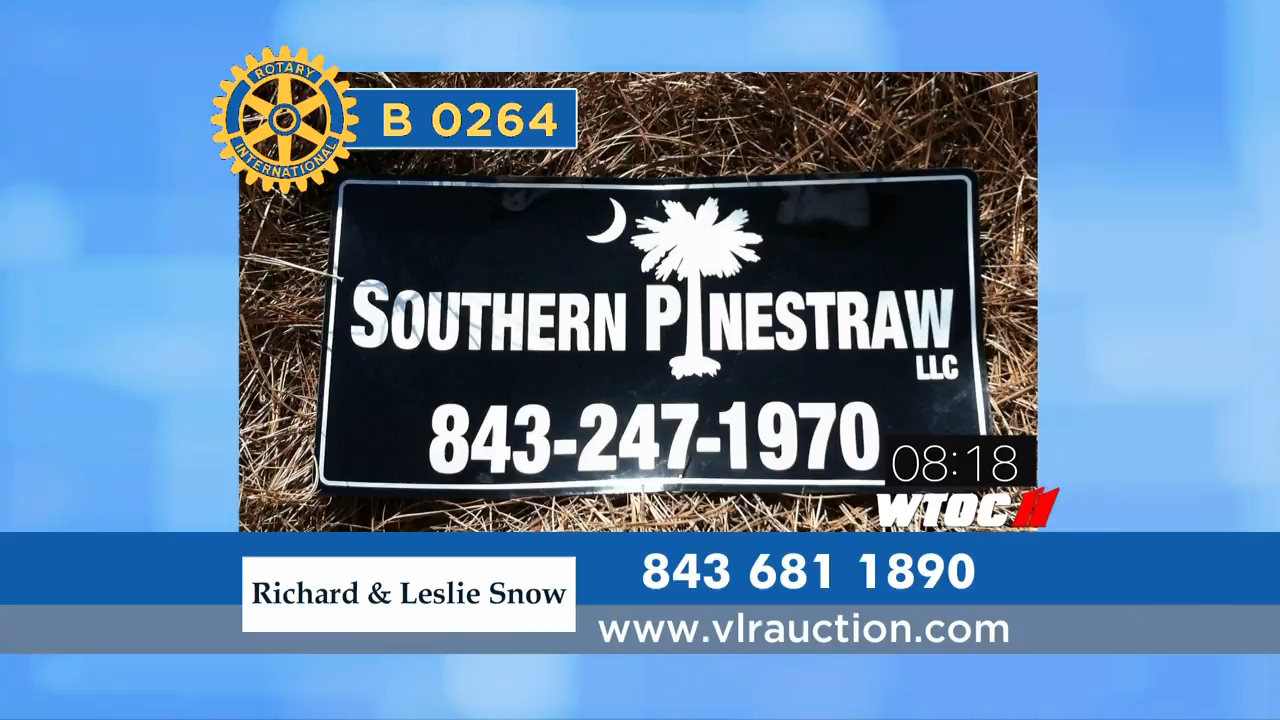 ROTARY
INTERNATIONAL
B 0264
SOUTHERN PINESTRAW
LLC
843-247-1970
08:18
WTOC 11
Richard & Leslie Snow
843 681 1890
www.vlrauction.com